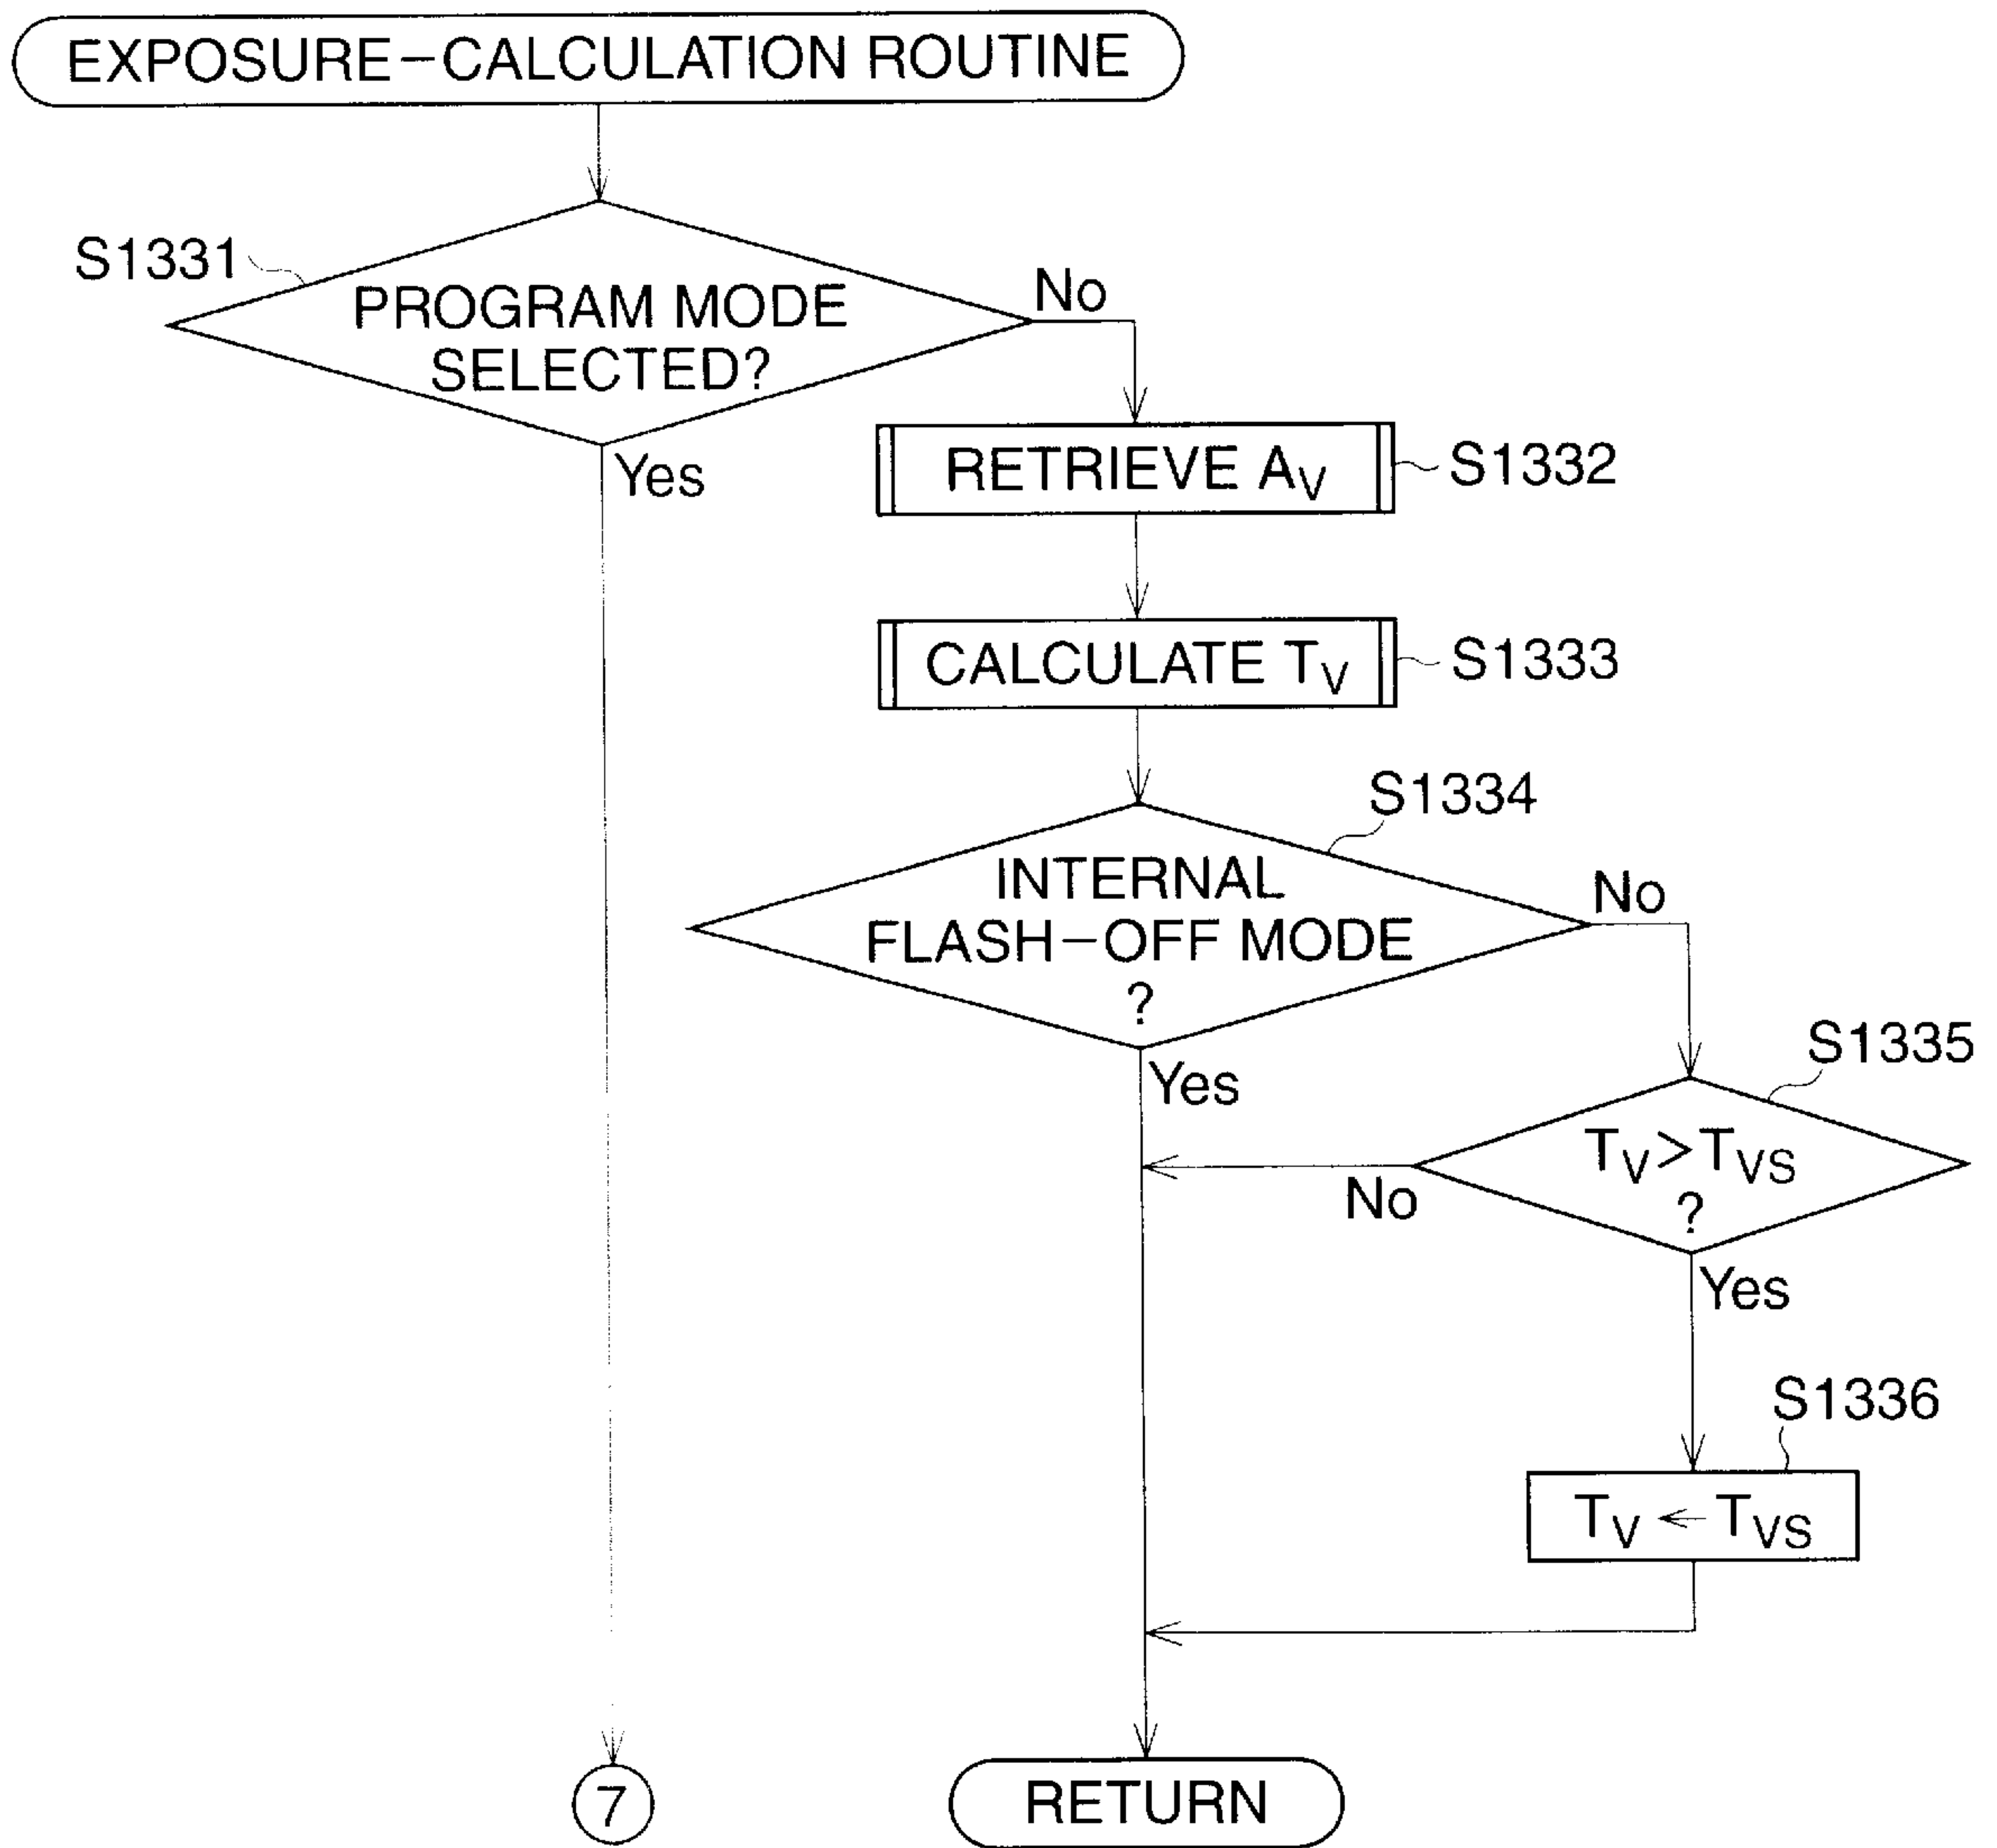 EXPOSURE-CALCULATION ROUTINE
S1331
PROGRAM MODE
SELECTED?
No
Yes
RETRIEVE AV
S1332
CALCULATE TV
S1333
S1334
INTERNAL
FLASH-OFF MODE
?
No
Yes
S1335
TV>TVS
?
No
Yes
S1336
TV ← TVS
7
RETURN